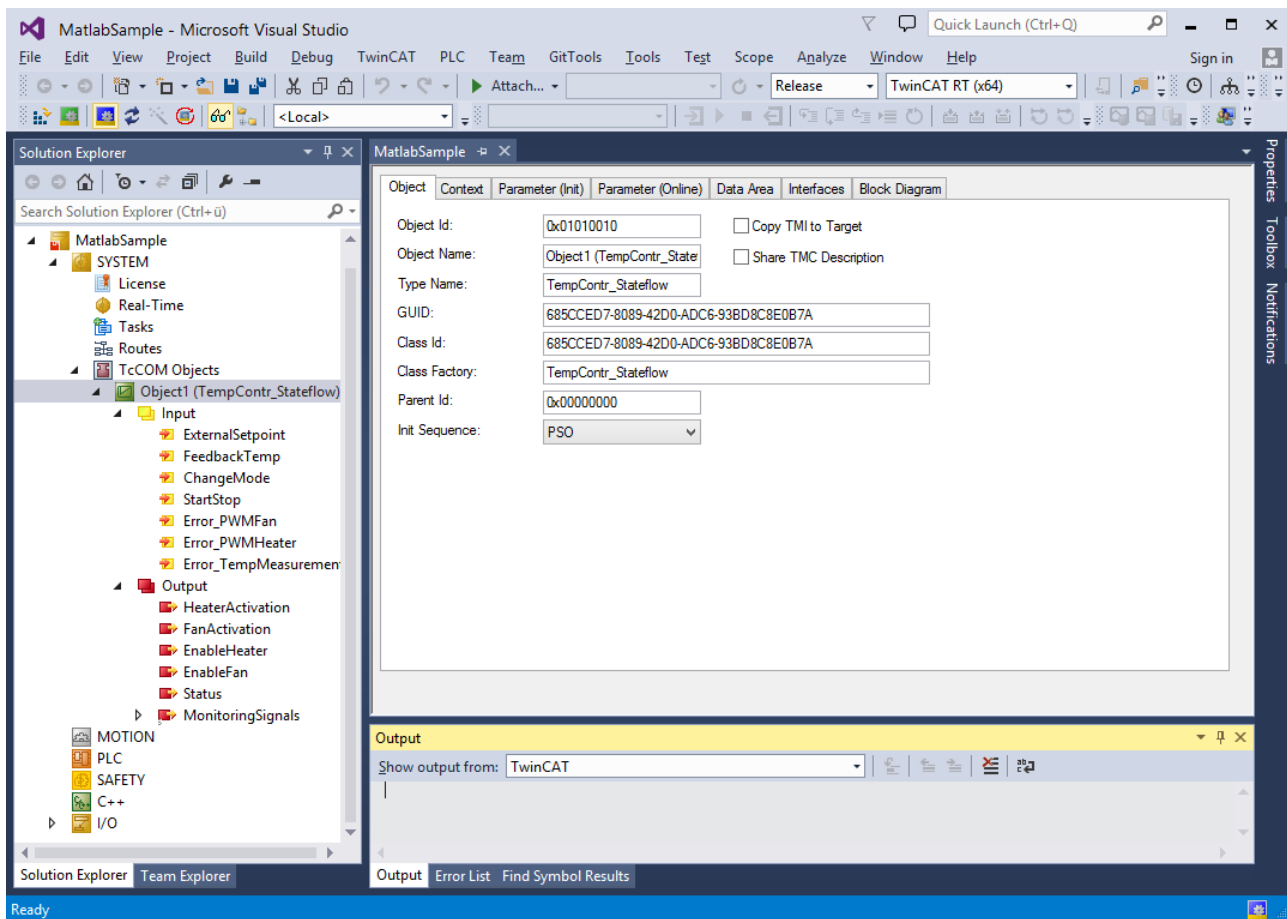 MatlabSample - Microsoft Visual Studio
Quick Launch (Ctrl+Q)
File Edit View Project Build Debug TwinCAT PLC Team GitTools Tools Test Scope Analyze Window Help Sign in
Attach... Release TwinCAT RT (x64)
<Local>
Solution Explorer
Search Solution Explorer (Ctrl+ü)
MatlabSample
SYSTEM
License
Real-Time
Tasks
Routes
TcCOM Objects
Object1 (TempContr_Stateflow)
Input
ExternalSetpoint
FeedbackTemp
ChangeMode
StartStop
Error_PWMFan
Error_PWMHeater
Error_TempMeasuremen
Output
HeaterActivation
FanActivation
EnableHeater
EnableFan
Status
MonitoringSignals
MOTION
PLC
SAFETY
C++
I/O
Solution Explorer Team Explorer
MatlabSample
Object Context Parameter (Init) Parameter (Online) Data Area Interfaces Block Diagram
Object Id: 0x01010010 Copy TMI to Target
Object Name: Object1 (TempContr_State Share TMC Description
Type Name: TempContr_Stateflow
GUID: 685CCED7-8089-42D0-ADC6-93BD8C8E0B7A
Class Id: 685CCED7-8089-42D0-ADC6-93BD8C8E0B7A
Class Factory: TempContr_Stateflow
Parent Id: 0x00000000
Init Sequence: PSO
Output
Show output from: TwinCAT
Output Error List Find Symbol Results
Properties
Toolbox
Notifications
Ready